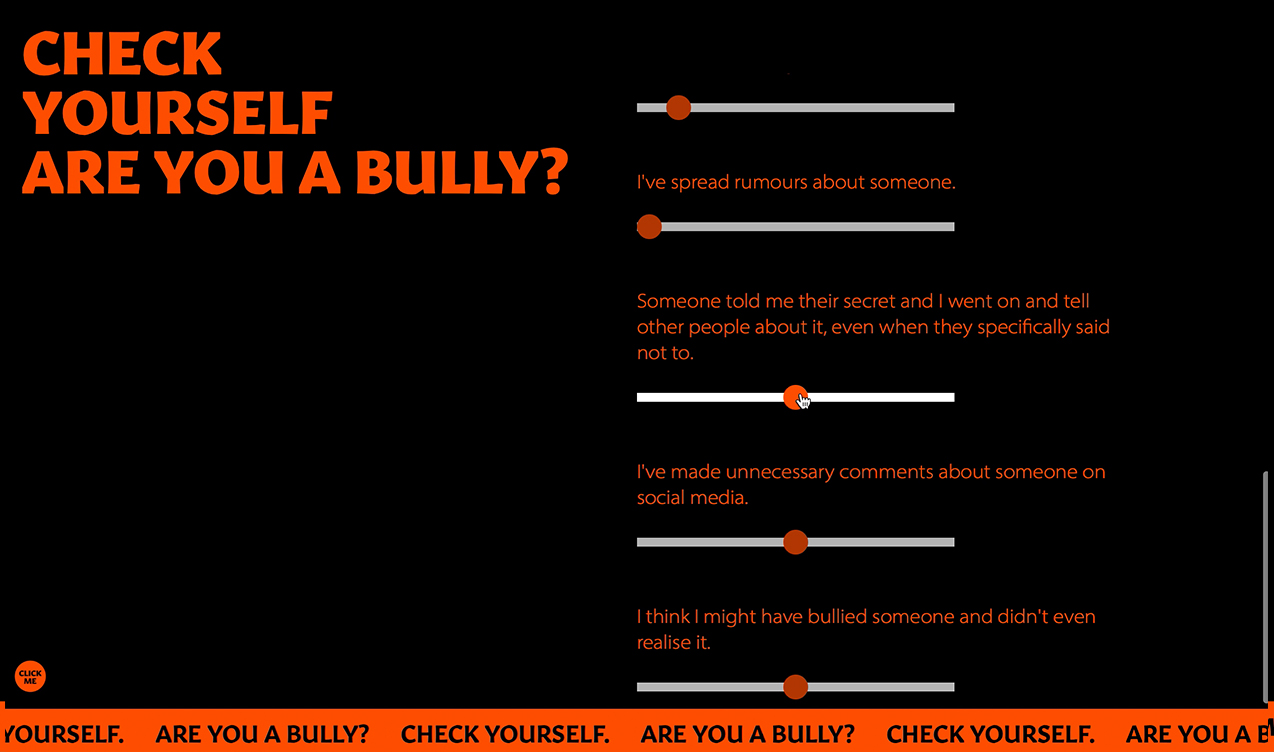 CHECK
YOURSELF
ARE YOU A BULLY?
I've spread rumours about someone.
Someone told me their secret and I went on and tell
other people about it, even when they specifically said
not to.
I've made unnecessary comments about someone on
social media.
I think I might have bullied someone and didn't even
realise it.
CLICK
ME
YOURSELF. ARE YOU A BULLY? CHECK YOURSELF. ARE YOU A BULLY? CHECK YOURSELF. ARE YOU A B